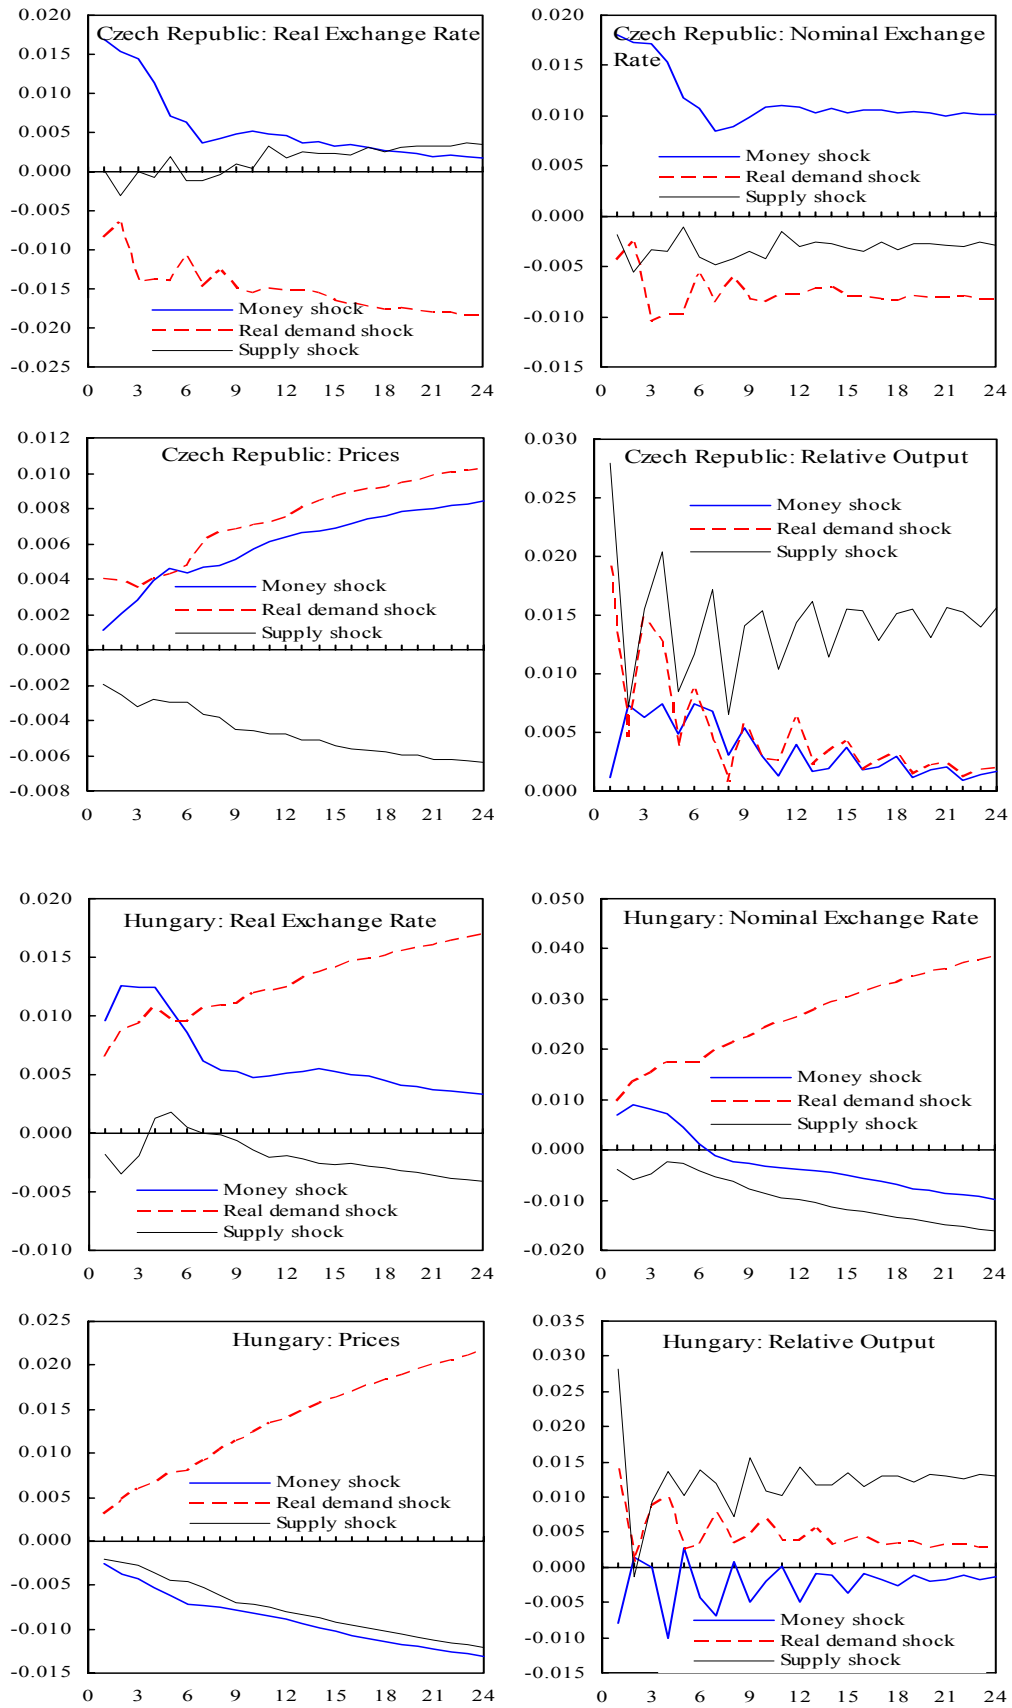 Czech Republic: Real Exchange Rate
0.020
0.015
0.010
0.005
0.000
-0.005
-0.010
-0.015
-0.020
-0.025
Money shock
Real demand shock
Supply shock
0 3 6 9 12 15 18 21 24
Czech Republic: Nominal Exchange
Rate
0.020
0.015
0.010
0.005
0.000
-0.005
-0.010
-0.015
Money shock
Real demand shock
Supply shock
0 3 6 9 12 15 18 21 24
Czech Republic: Prices
0.012
0.010
0.008
0.006
0.004
0.002
0.000
-0.002
-0.004
-0.006
-0.008
Money shock
Real demand shock
Supply shock
0 3 6 9 12 15 18 21 24
Czech Republic: Relative Output
0.030
0.025
0.020
0.015
0.010
0.005
0.000
Money shock
Real demand shock
Supply shock
0 3 6 9 12 15 18 21 24
Hungary: Real Exchange Rate
0.020
0.015
0.010
0.005
0.000
-0.005
-0.010
Money shock
Real demand shock
Supply shock
0 3 6 9 12 15 18 21 24
Hungary: Nominal Exchange Rate
0.050
0.040
0.030
0.020
0.010
0.000
-0.010
-0.020
Money shock
Real demand shock
Supply shock
0 3 6 9 12 15 18 21 24
Hungary: Prices
0.025
0.020
0.015
0.010
0.005
0.000
-0.005
-0.010
-0.015
Money shock
Real demand shock
Supply shock
0 3 6 9 12 15 18 21 24
Hungary: Relative Output
0.035
0.030
0.025
0.020
0.015
0.010
0.005
0.000
-0.005
-0.010
-0.015
Money shock
Real demand shock
Supply shock
0 3 6 9 12 15 18 21 24